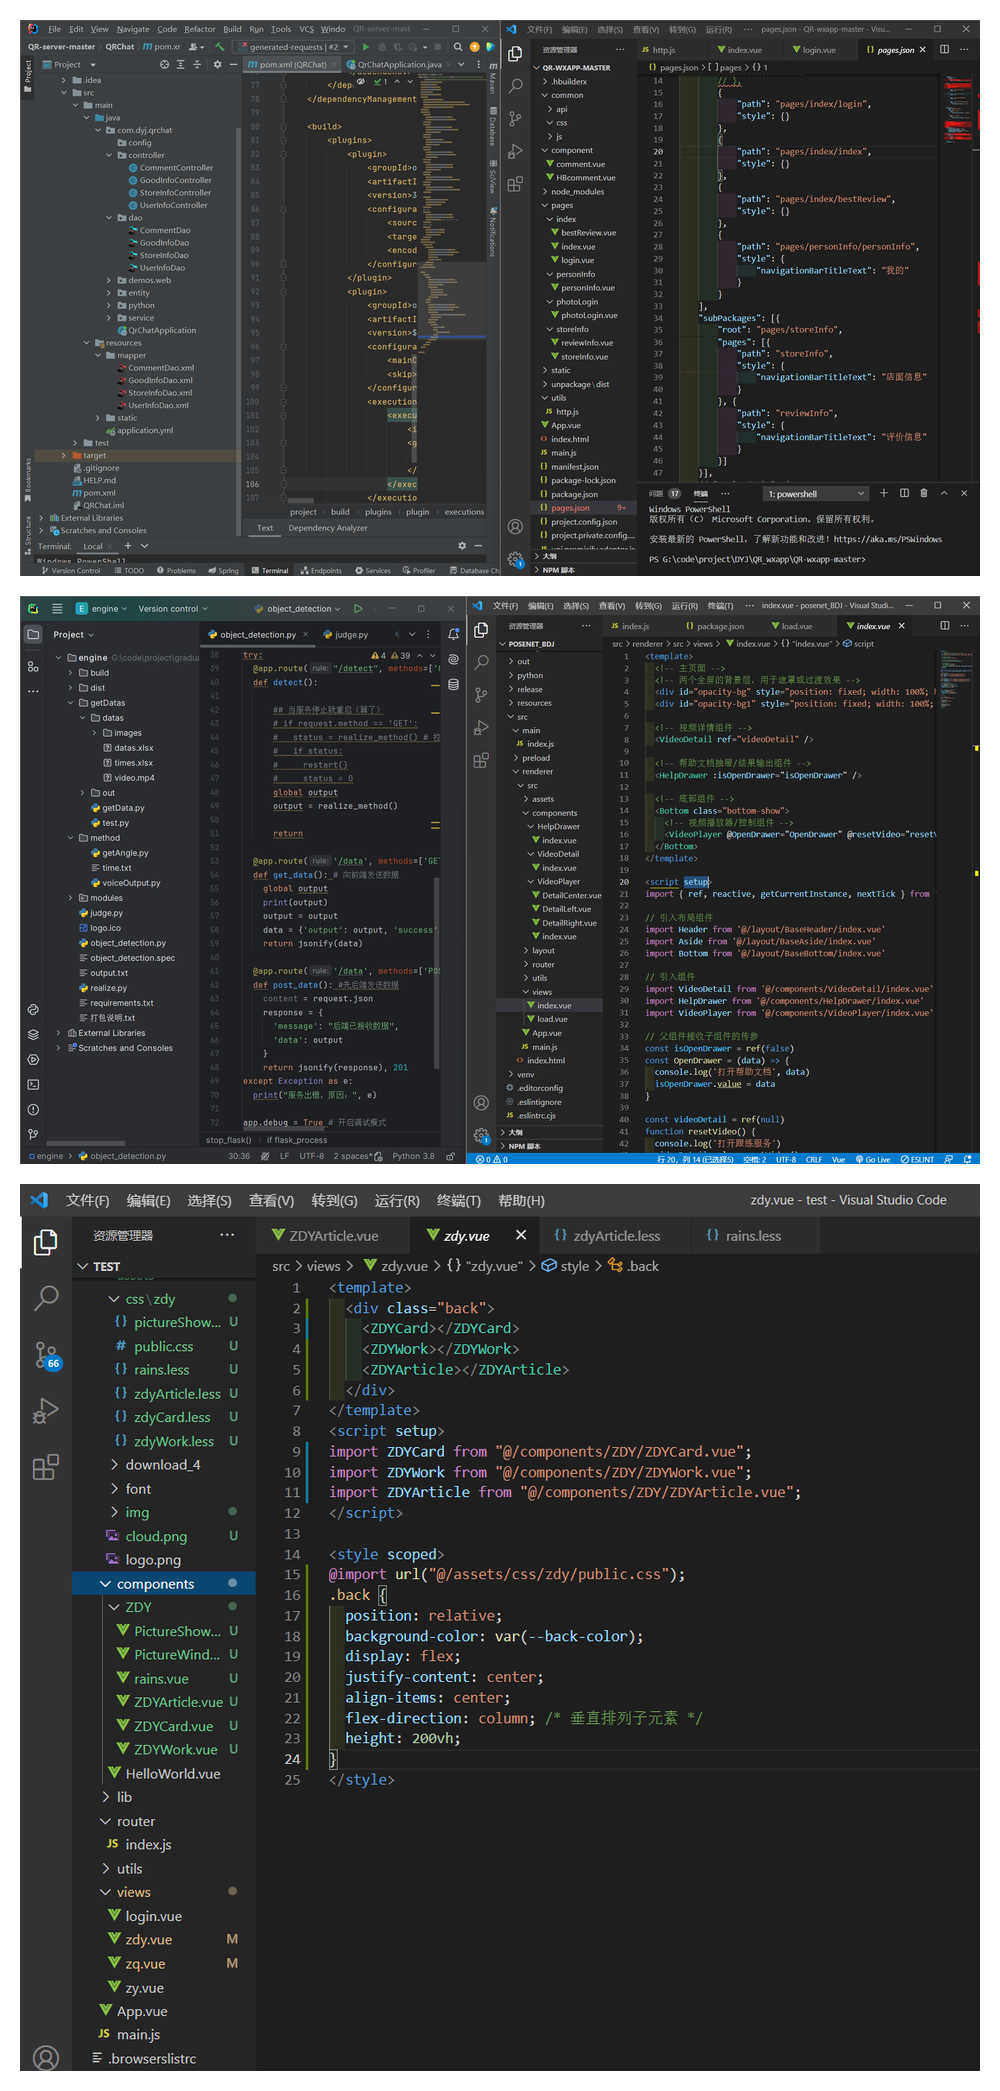 File Edit View Navigate Code Refactor Build Run Tools VCS Windo QR-server-mast
QR-server-master QRChat pom.xr generated-requests | #2
Project
.idea
src
main
java
com.dyj.qrchat
config
controller
CommentController
GoodInfoController
StoreInfoController
UserInfoController
dao
CommentDao
GoodInfoDao
StoreInfoDao
UserInfoDao
demos.web
entity
python
service
QrChatApplication
resources
mapper
CommentDao.xml
GoodInfoDao.xml
StoreInfoDao.xml
UserInfoDao.xml
static
application.yml
test
target
.gitignore
HELP.md
pom.xml
QRChat.iml
External Libraries
Scratches and Consoles
pom.xml (QRChat) QrChatApplication.java
77 </dep
78 </dependencyManagement
79
80 <build>
81 <plugins>
82 <plugin>
83 <groupId>o
84 <artifactI
85 <version>3
86 <configura
87 <sourc
88 <targe
89 <encod
90 </configur
91 </plugin>
92 <plugin>
93 <groupId>o
94 <artifactI
95 <version>$
96 <configura
97 <mainC
98 <skip>
99 </configur
100 <execution
101 <execu
102 <i
103 <g
104
105 </
106 </exec
107 </executio
project build plugins plugin executions
Text Dependency Analyzer
Terminal: Local + 
Version Control TODO Problems Spring Terminal Endpoints Services Profiler Database Ch
Maven
Database
SciView
Notifications
Project
Bookmarks
Structure
文件(F) 编辑(E) 选择(S) 查看(V) 转到(G) 运行(R) ··· pages.json - QR-wxapp-master - Visu...
资源管理器
QR-WXAPP-MASTER
.hbuilderx
common
api
css
js
component
comment.vue
HBcomment.vue
node_modules
pages
index
bestReview.vue
index.vue
login.vue
personInfo
personInfo.vue
photoLogin
photoLogin.vue
storeInfo
reviewInfo.vue
storeInfo.vue
static
unpackage\dist
utils
http.js
App.vue
index.html
main.js
manifest.json
package-lock.json
package.json
pages.json 9+
project.config.json
project.private.config....
大纲
NPM 脚本
http.js index.vue login.vue pages.json
pages.json > [ ] pages > { } 1
14 // },
15 {
16 "path": "pages/index/login",
17 "style": {}
18 },
19 {
20 "path": "pages/index/index",
21 "style": {}
22 },
23 {
24 "path": "pages/index/bestReview",
25 "style": {}
26 },
27 {
28 "path": "pages/personInfo/personInfo",
29 "style": {
30 "navigationBarTitleText": "我的"
31 }
32 }
33 ],
34 "subPackages": [{
35 "root": "pages/storeInfo",
36 "pages": [{
37 "path": "storeInfo",
38 "style": {
39 "navigationBarTitleText": "店面信息"
40 }
41 }, {
42 "path": "reviewInfo",
43 "style": {
44 "navigationBarTitleText": "评价信息"
45 }
46 }]
47 }],
问题 17 终端 ··· 1: powershell
Windows PowerShell
版权所有 (C) Microsoft Corporation。保留所有权利。
安装最新的 PowerShell，了解新功能和改进！https://aka.ms/PSWindows
PS G:\code\project\DYJ\QR_wxapp\QR-wxapp-master>
engine Version control object_detection
Project
engine G:\code\project\gradua
build
dist
getDatas
datas
images
datas.xlsx
times.xlsx
video.mp4
out
getData.py
test.py
method
getAngle.py
time.txt
voiceOutput.py
modules
judge.py
logo.ico
object_detection.py
object_detection.spec
output.txt
realize.py
requirements.txt
打包说明.txt
External Libraries
Scratches and Consoles
object_detection.py judge.py
38 try: 4 39
39 @app.route(rule: "/detect", methods=['G
40 def detect():
41
42 ## 当服务停止就重启（算了）
43 # if request.method == 'GET':
44 # status = realize_method() #
45 # if status:
46 # restart()
47 # status = 0
48 global output
49 output = realize_method()
50
51 return
52
53 @app.route(rule: '/data', methods=['GE
54 def get_data(): # 向前端发送数据
55 global output
56 print(output)
57 output = output
58 data = {'output': output, 'success'
59 return jsonify(data)
60
61 @app.route(rule: '/data', methods=['PO
62 def post_data(): #先后端发送数据
63 content = request.json
64 response = {
65 'message': "后端已接收数据",
66 'data': output
67 }
68 return jsonify(response), 201
69 except Exception as e:
70 print("服务出错，原因：", e)
71
72 app.debug = True # 开启调试模式
stop_flask() if flask_process
engine object_detection.py 30:36 LF UTF-8 2 spaces* Python 3.8
文件(F) 编辑(E) 选择(S) 查看(V) 转到(G) 运行(R) 终端(T) ··· index.vue - posenet_BDJ - Visual Studi...
资源管理器
POSENET_BDJ
out
python
release
resources
src
main
index.js
preload
renderer
src
assets
components
HelpDrawer
index.vue
VideoDetail
index.vue
VideoPlayer
DetailCenter.vue
DetailLeft.vue
DetailRight.vue
index.vue
layout
router
utils
views
index.vue
load.vue
App.vue
main.js
index.html
venv
.editorconfig
.eslintignore
.eslintrc.cjs
大纲
NPM 脚本
index.js package.json load.vue index.vue
src > renderer > src > views > index.vue > {} "index.vue" > script
1 <template>
2 <!-- 主页面 -->
3 <!-- 两个全屏的背景层，用于遮罩或过渡效果 -->
4 <div id="opacity-bg" style="position: fixed; width: 100%; h
5 <div id="opacity-bg1" style="position: fixed; width: 100%;
6
7 <!-- 视频详情组件 -->
8 <VideoDetail ref="videoDetail" />
9
10 <!-- 帮助文档抽屉/结果输出组件 -->
11 <HelpDrawer :isOpenDrawer="isOpenDrawer" />
12
13 <!-- 底部组件 -->
14 <Bottom class="bottom-show">
15 <!-- 视频播放器/控制组件 -->
16 <VideoPlayer @OpenDrawer="OpenDrawer" @resetVideo="resetV
17 </Bottom>
18 </template>
19
20 <script setup>
21 import { ref, reactive, getCurrentInstance, nextTick } from
22
23 // 引入布局组件
24 import Header from '@/layout/BaseHeader/index.vue'
25 import Aside from '@/layout/BaseAside/index.vue'
26 import Bottom from '@/layout/BaseBottom/index.vue'
27
28 // 引入组件
29 import VideoDetail from '@/components/VideoDetail/index.vue'
30 import HelpDrawer from '@/components/HelpDrawer/index.vue'
31 import VideoPlayer from '@/components/VideoPlayer/index.vue'
32
33 // 父组件接收子组件的传参
34 const isOpenDrawer = ref(false)
35 const OpenDrawer = (data) => {
36 console.log('打开帮助文档', data)
37 isOpenDrawer.value = data
38 }
39
40 const videoDetail = ref(null)
41 function resetVideo() {
42 console.log('打开跟练服务')
0 0 行 20，列 14 (已选择5) 空格: 2 UTF-8 CRLF Vue Go Live ESLINT
文件(F) 编辑(E) 选择(S) 查看(V) 转到(G) 运行(R) 终端(T) 帮助(H) zdy.vue - test - Visual Studio Code
资源管理器 ···
TEST
assets
css\zdy
pictureShow... U
public.css U
rains.less U
zdyArticle.less U
zdyCard.less U
zdyWork.less U
download_4
font
img
cloud.png U
logo.png
components
ZDY
PictureShow... U
PictureWind... U
rains.vue U
ZDYArticle.vue U
ZDYCard.vue U
ZDYWork.vue U
HelloWorld.vue
lib
router
index.js
utils
views
login.vue
zdy.vue M
zq.vue M
zy.vue
App.vue
main.js
.browserslistrc
66
ZDYArticle.vue zdy.vue zdyArticle.less rains.less
src > views > zdy.vue > {} "zdy.vue" > style > .back
1 <template>
2 <div class="back">
3 <ZDYCard></ZDYCard>
4 <ZDYWork></ZDYWork>
5 <ZDYArticle></ZDYArticle>
6 </div>
7 </template>
8 <script setup>
9 import ZDYCard from "@/components/ZDY/ZDYCard.vue";
10 import ZDYWork from "@/components/ZDY/ZDYWork.vue";
11 import ZDYArticle from "@/components/ZDY/ZDYArticle.vue";
12 </script>
13
14 <style scoped>
15 @import url("@/assets/css/zdy/public.css");
16 .back {
17 position: relative;
18 background-color: var(--back-color);
19 display: flex;
20 justify-content: center;
21 align-items: center;
22 flex-direction: column; /* 垂直排列子元素 */
23 height: 200vh;
24 }
25 </style>